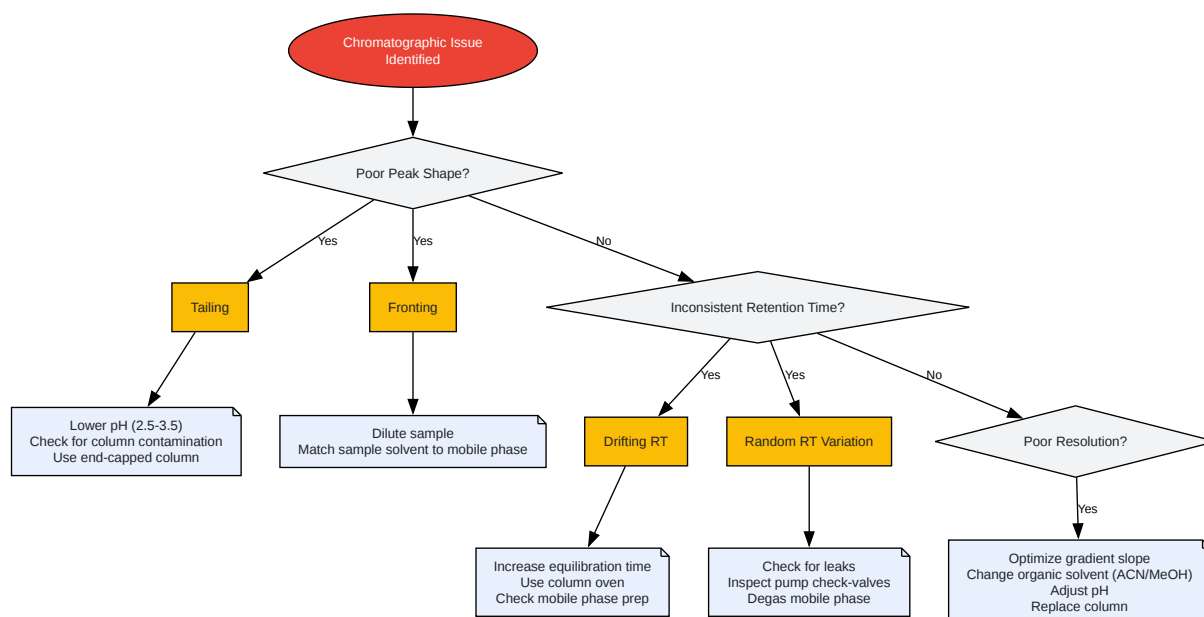 Chromatographic Issue
Identified
Poor Peak Shape?
Yes
Yes
No
Tailing
Fronting
Inconsistent Retention Time?
Yes
Yes
No
Lower pH (2.5-3.5)
Check for column contamination
Use end-capped column
Dilute sample
Match sample solvent to mobile phase
Drifting RT
Random RT Variation
Poor Resolution?
Yes
Increase equilibration time
Use column oven
Check mobile phase prep
Check for leaks
Inspect pump check-valves
Degas mobile phase
Optimize gradient slope
Change organic solvent (ACN/MeOH)
Adjust pH
Replace column